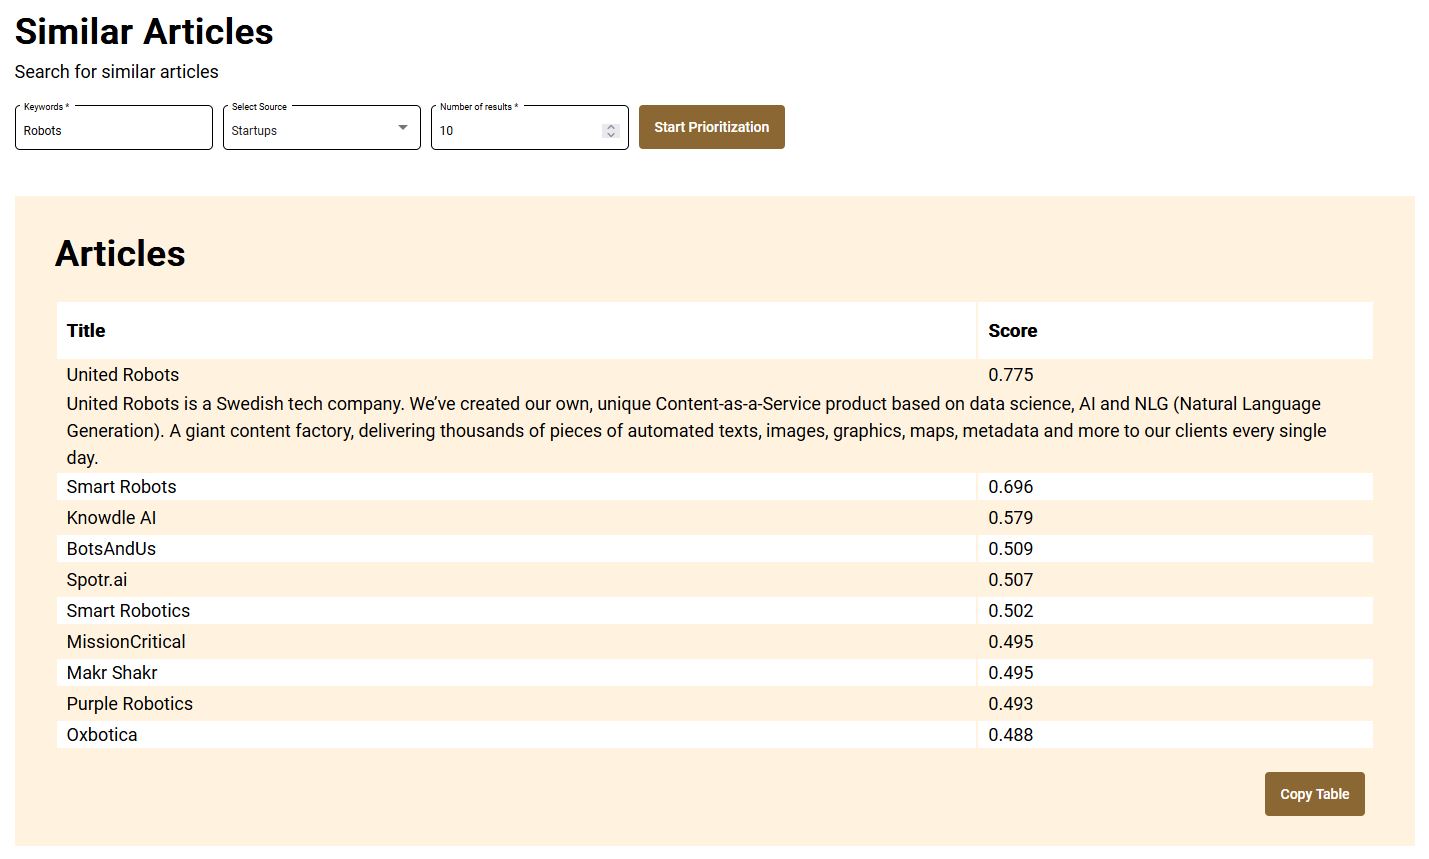 Similar Articles
Search for similar articles
Keywords *
Robots
Select Source
Startups
Number of results *
10
Start Prioritization
Articles
Title Score
United Robots 0.775
United Robots is a Swedish tech company. We’ve created our own, unique Content-as-a-Service product based on data science, AI and NLG (Natural Language
Generation). A giant content factory, delivering thousands of pieces of automated texts, images, graphics, maps, metadata and more to our clients every single
day.
Smart Robots 0.696
Knowdle AI 0.579
BotsAndUs 0.509
Spotr.ai 0.507
Smart Robotics 0.502
MissionCritical 0.495
Makr Shakr 0.495
Purple Robotics 0.493
Oxbotica 0.488
Copy Table